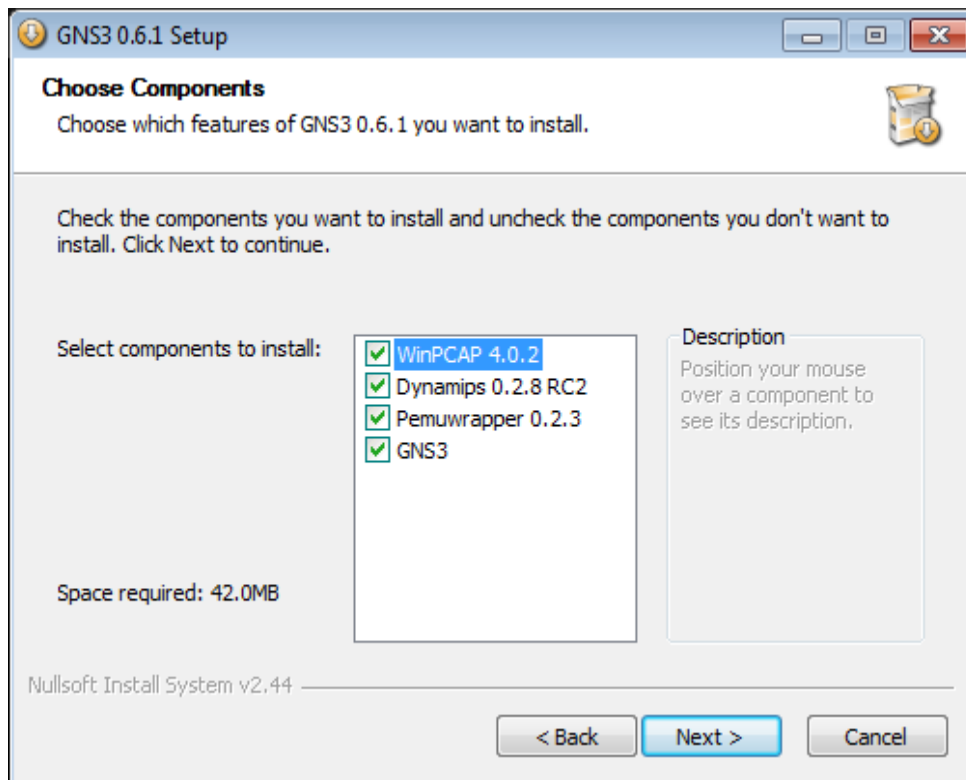 GNS3 0.6.1 Setup
Choose Components
Choose which features of GNS3 0.6.1 you want to install.
Check the components you want to install and uncheck the components you don't want to
install. Click Next to continue.
Select components to install:
WinPCAP 4.0.2
Dynamips 0.2.8 RC2
Pemuwrapper 0.2.3
GNS3
Description
Position your mouse
over a component to
see its description.
Space required: 42.0MB
Nullsoft Install System v2.44
< Back
Next >
Cancel